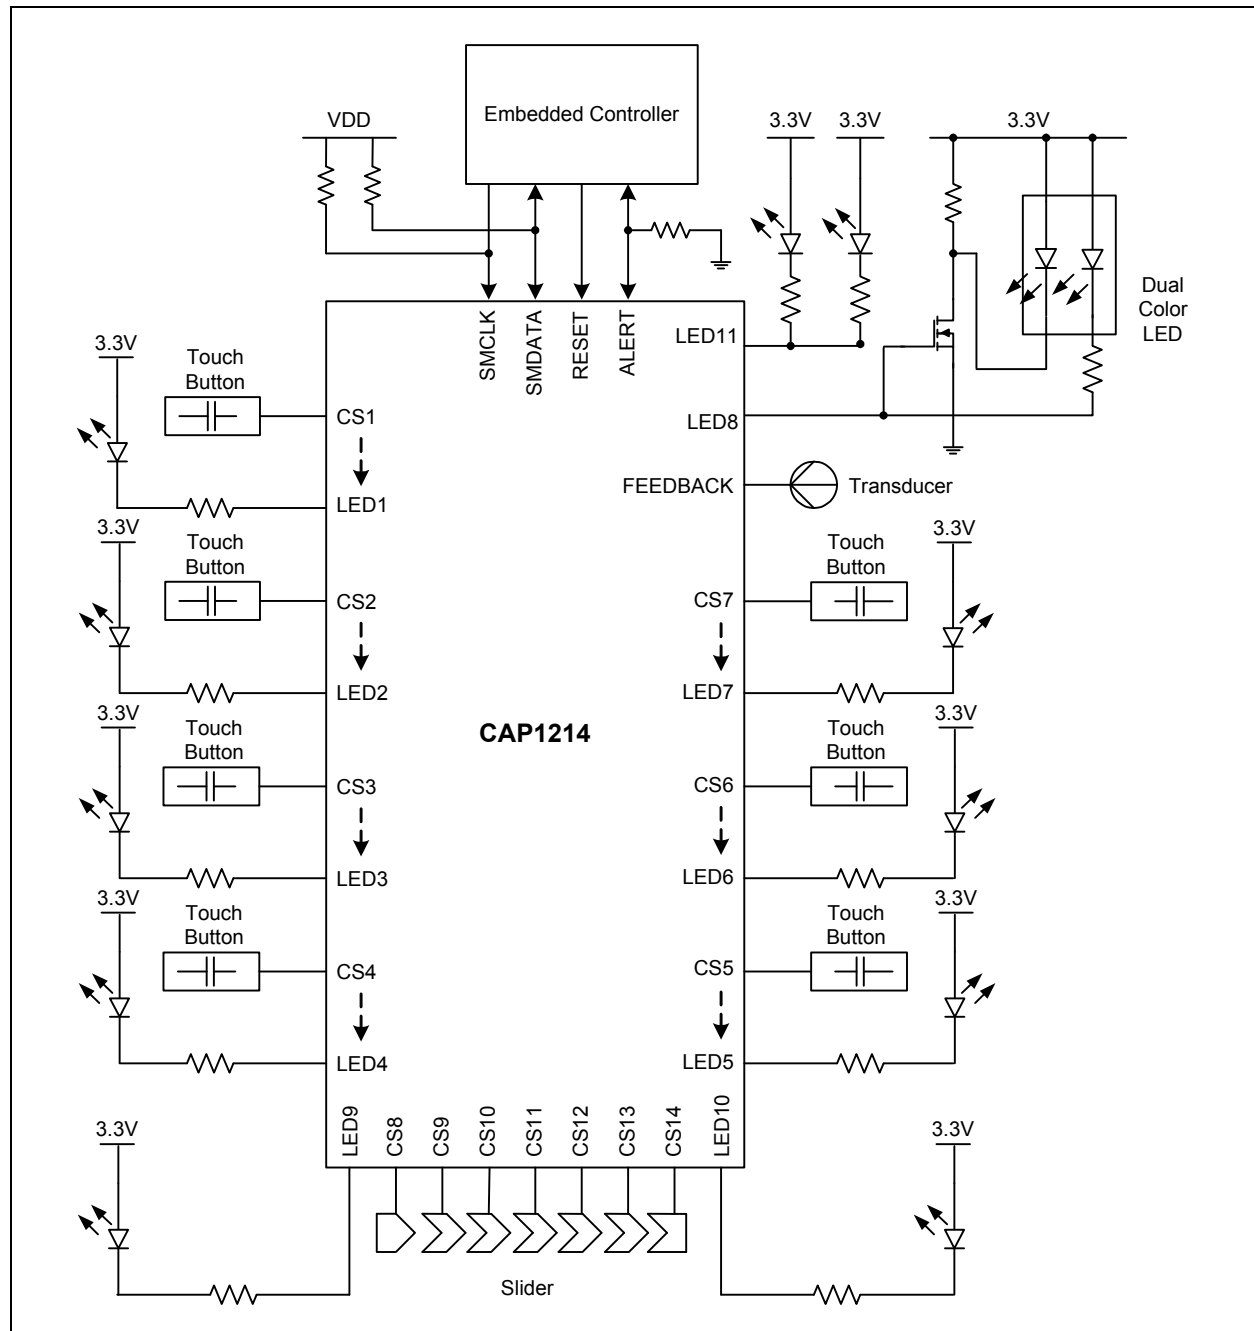 Embedded Controller
VDD
3.3V
3.3V
3.3V
Dual
Color
LED
SMCLK
SMDATA
RESET
ALERT
LED11
LED8
FEEDBACK
Transducer
3.3V
Touch
Button
CS1
LED1
3.3V
Touch
Button
CS2
LED2
3.3V
Touch
Button
CS3
LED3
3.3V
Touch
Button
CS4
LED4
CAP1214
Touch
Button
3.3V
CS7
LED7
Touch
Button
3.3V
CS6
LED6
Touch
Button
3.3V
CS5
LED5
LED9
CS8
CS9
CS10
CS11
CS12
CS13
CS14
LED10
3.3V
3.3V
Slider